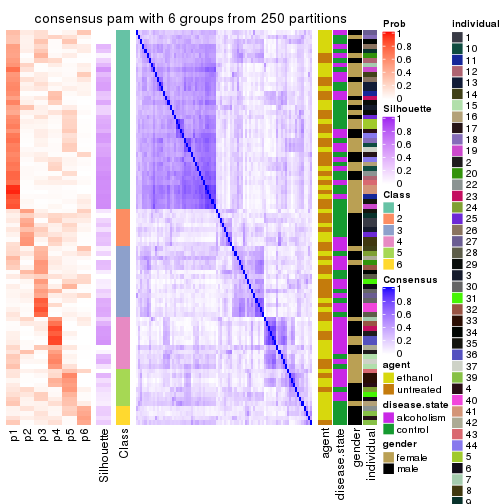 consensus pam with 6 groups from 250 partitions
p1
p2
p3
p4
p5
p6
Silhouette
Class
agent
disease.state
gender
individual
Prob
0.8
0.6
0.4
0.2
0
Silhouette
1
0.8
0.6
0.4
0.2
0
Class
1
2
3
4
5
6
Consensus
1
0.8
0.6
0.4
0.2
0
agent
ethanol
untreated
disease.state
alcoholism
control
gender
female
male
individual
1
10
11
12
13
14
15
16
17
18
19
2
20
22
23
24
25
26
27
28
29
3
30
31
32
33
34
35
36
37
39
4
40
41
42
43
44
5
6
7
8
9